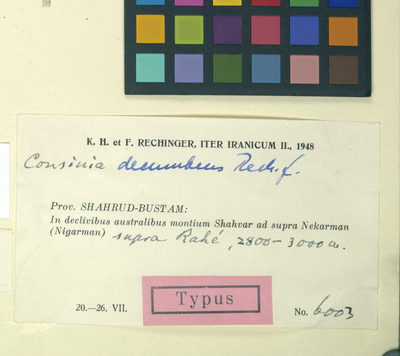 K. H. et F. RECHINGER, ITER IRANICUM II., 1948
Cousinia decumbens Rech. f.
Prov. SHAHRUD-BUSTAM:
In declivibus australibus montium Shahvar ad supra Nekarman
(Nigarman) supra Rahé, 2800-3000 m.
Typus
20.—26. VII.
No. 6003